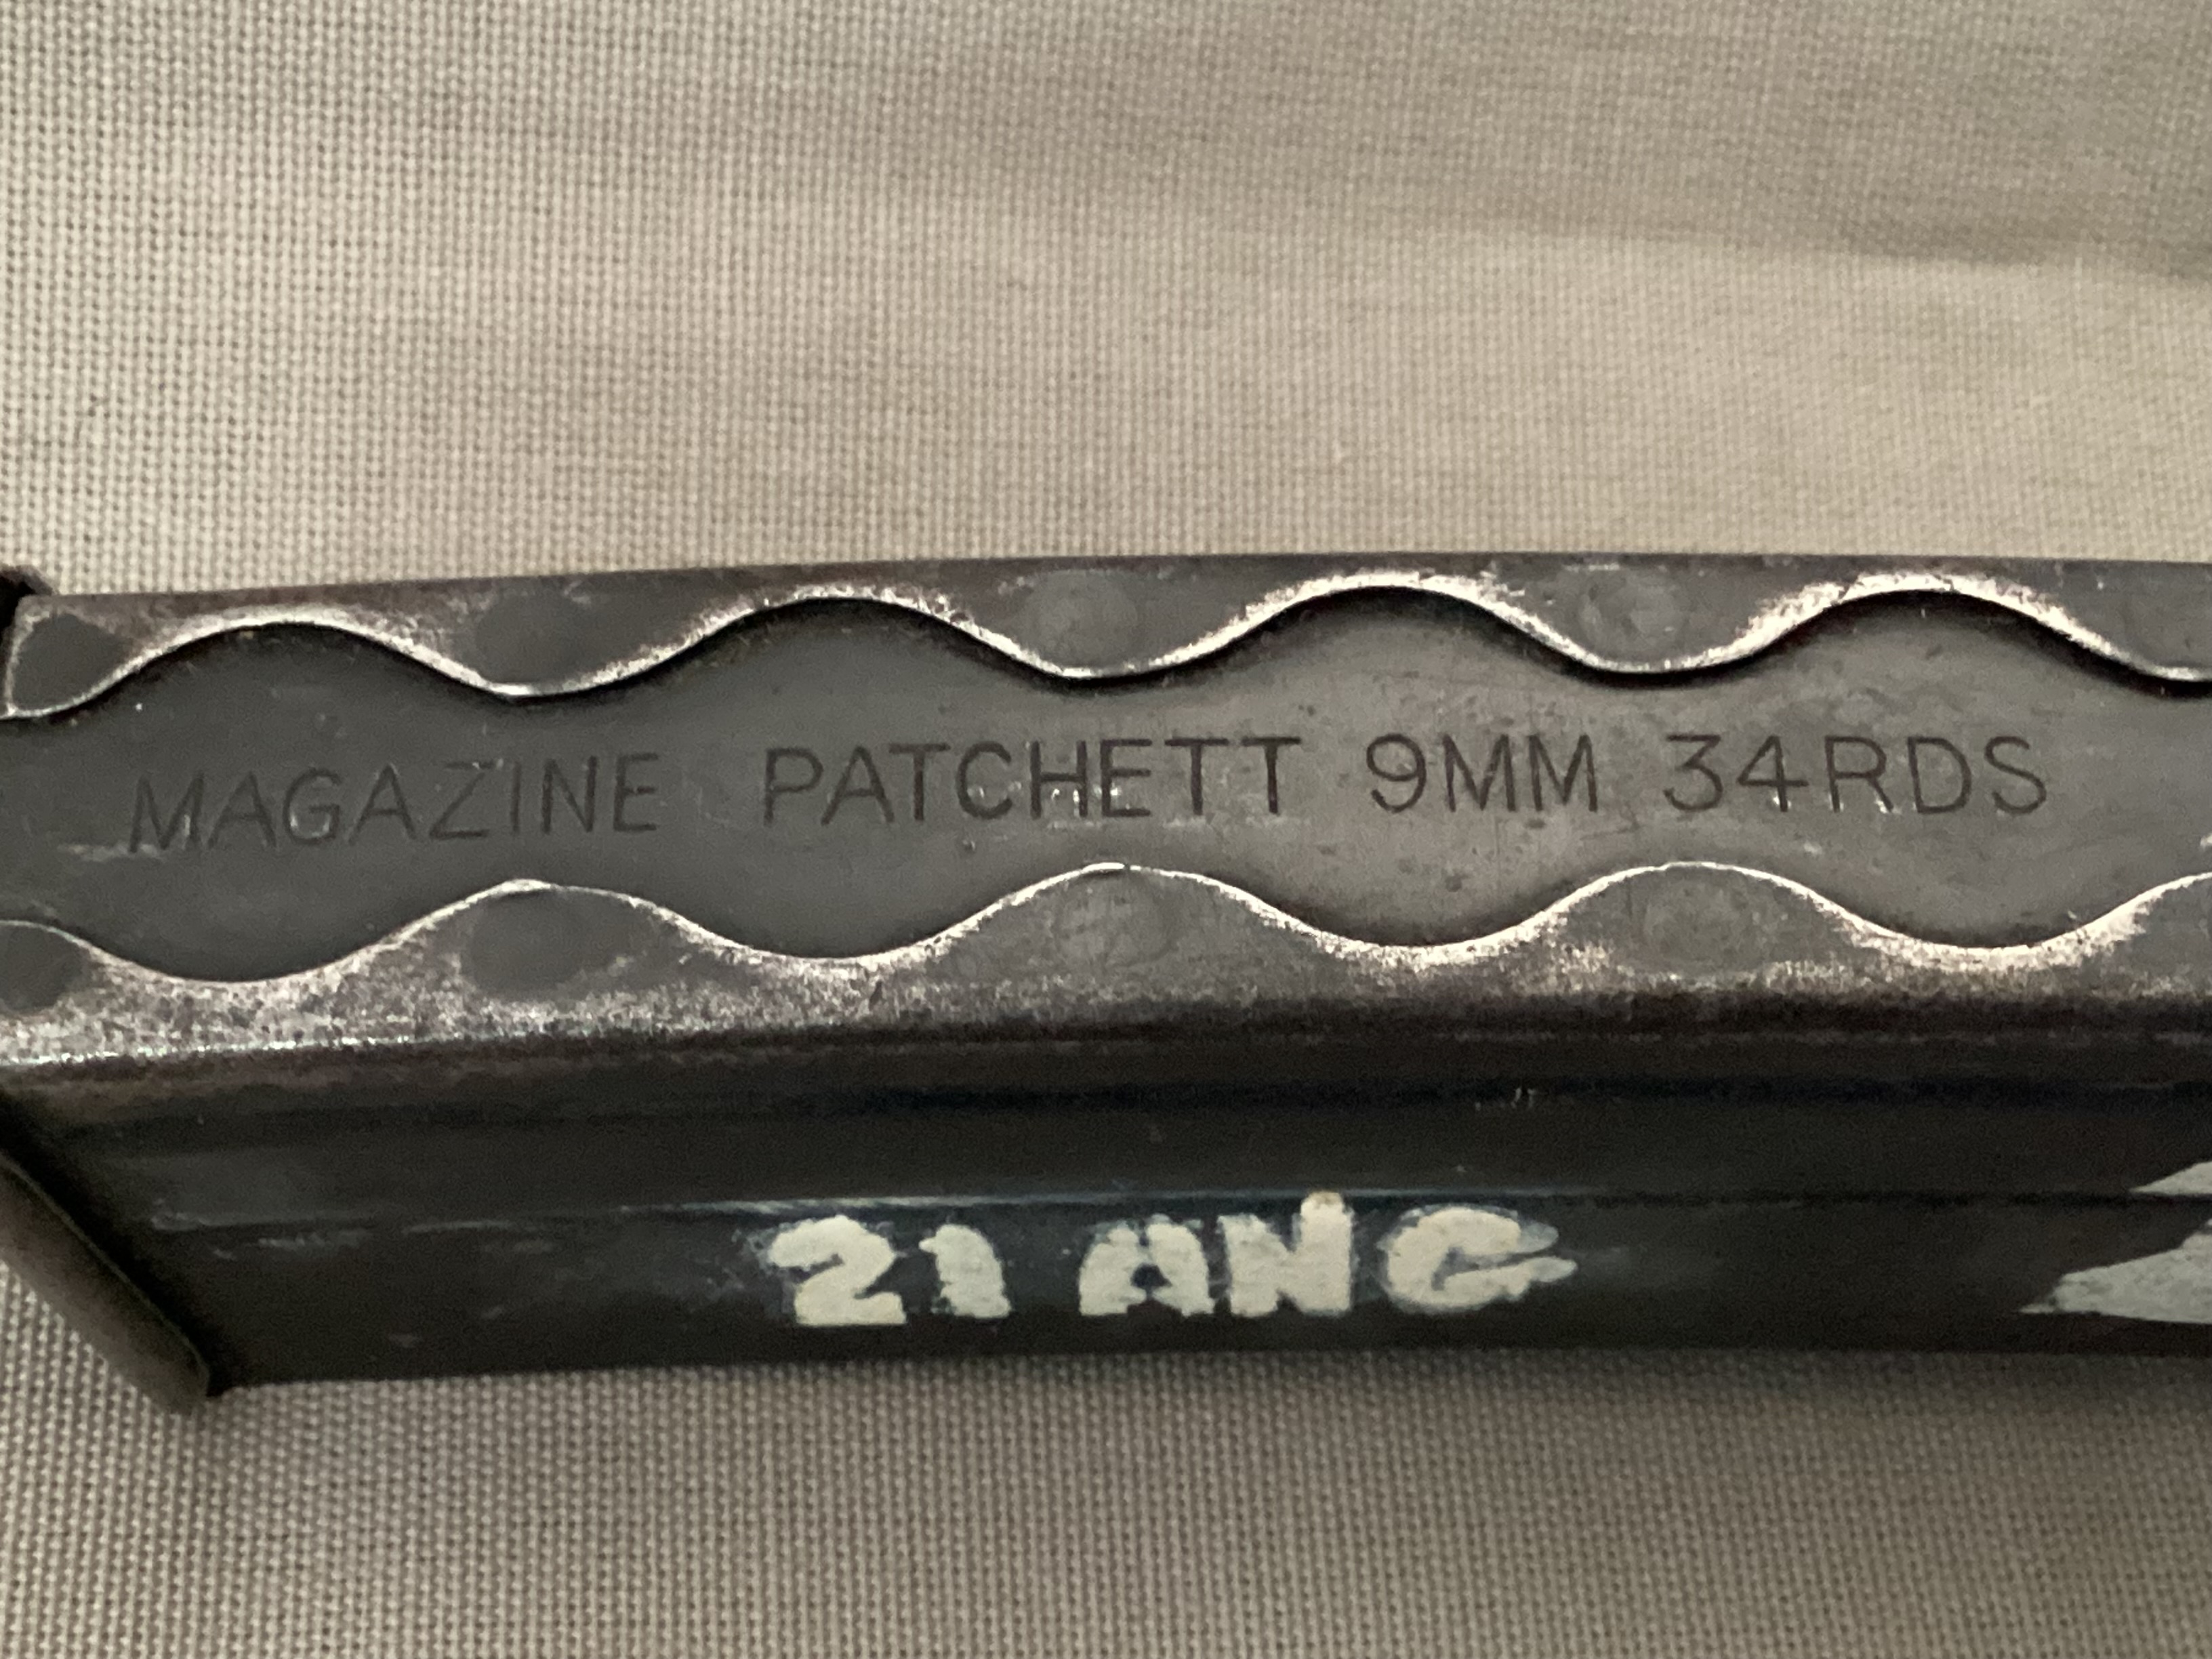 MAGAZINE PATCHETT 9MM 34RDS
21 ANG